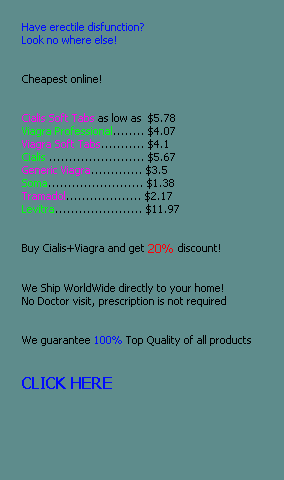 Have erectile disfunction?
Look no where else!
Cheapest online!
Cialis Soft Tabs as low as $5.78
Viagra Professional........ $4.07
Viagra Soft Tabs........... $4.1
Cialis........................ $5.67
Generic Viagra............. $3.5
Soma....................... $1.38
Tramadol.................. $2.17
Levitra..................... $11.97
Buy Cialis+Viagra and get 20% discount!
We Ship WorldWide directly to your home!
No Doctor visit, prescription is not required
We guarantee 100% Top Quality of all products
CLICK HERE